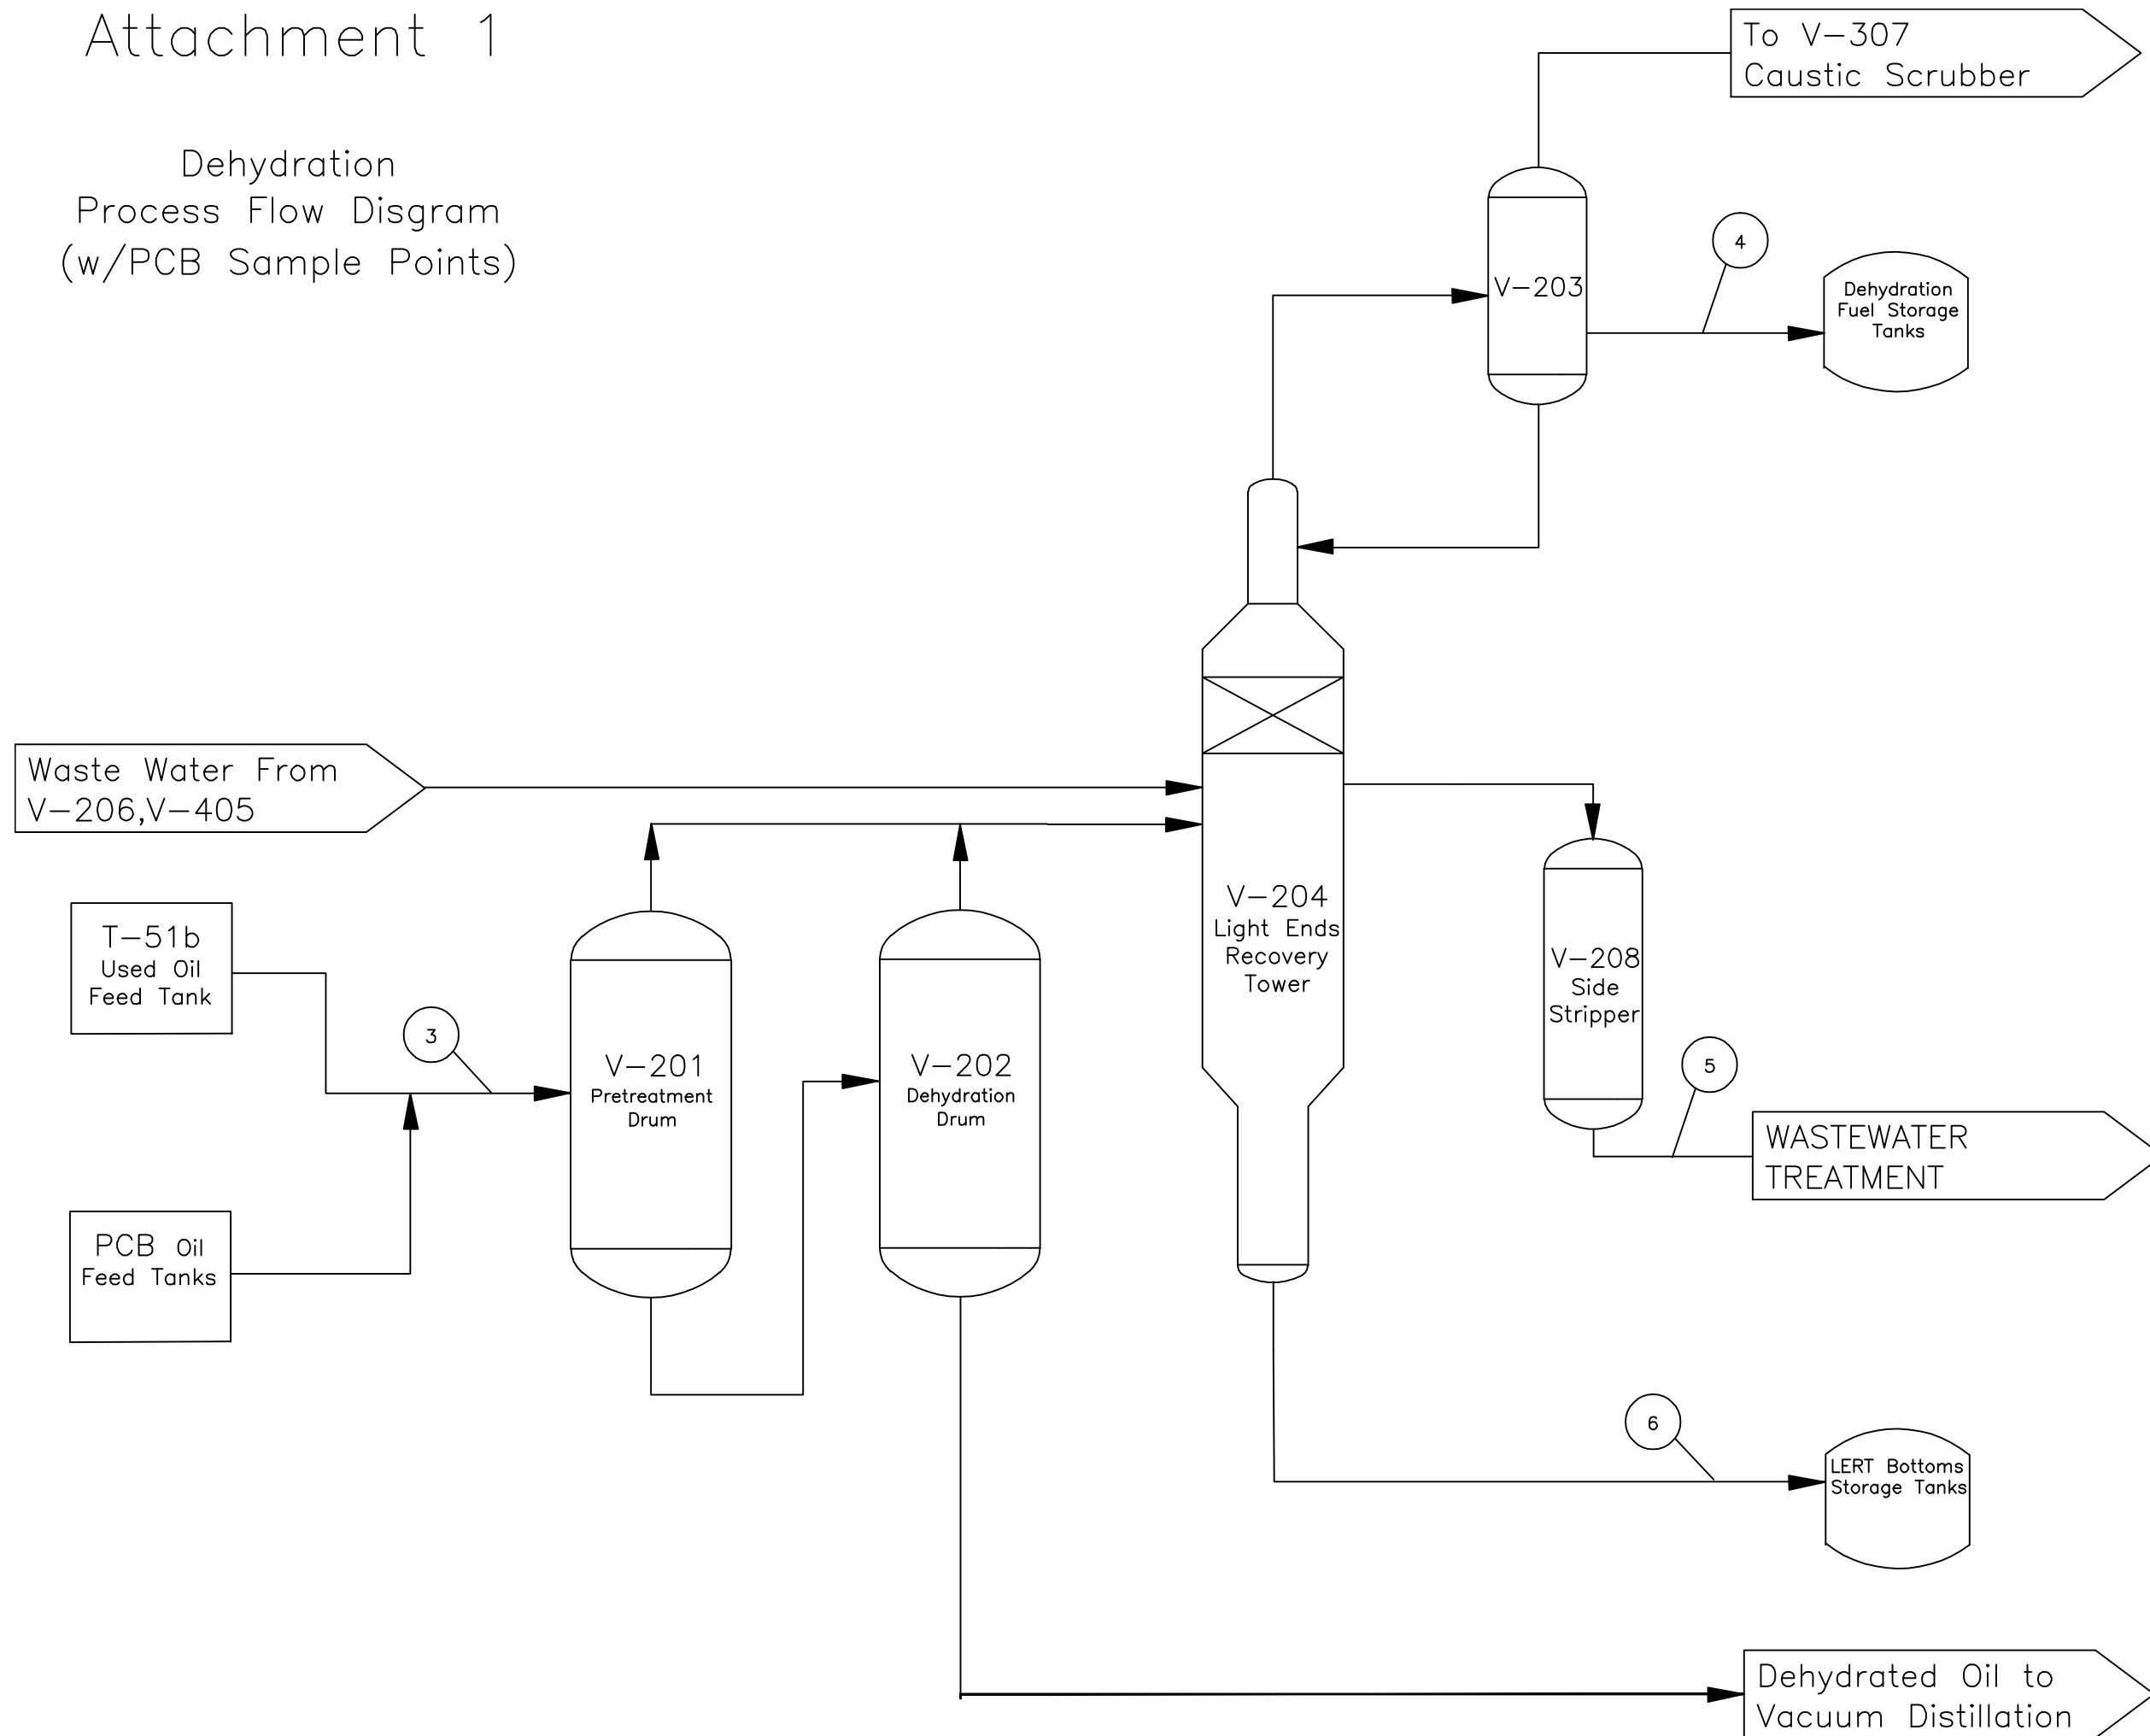 Attachment 1
Dehydration
Process Flow Disgram
(w/PCB Sample Points)
To V-307
Caustic Scrubber
4
V-203
Dehydration
Fuel Storage
Tanks
Waste Water From
V-206,V-405
T-51b
Used Oil
Feed Tank
3
V-201
Pretreatment
Drum
V-202
Dehydration
Drum
V-204
Light Ends
Recovery
Tower
V-208
Side
Stripper
5
WASTEWATER
TREATMENT
PCB Oil
Feed Tanks
6
LERT Bottoms
Storage Tanks
Dehydrated Oil to
Vacuum Distillation